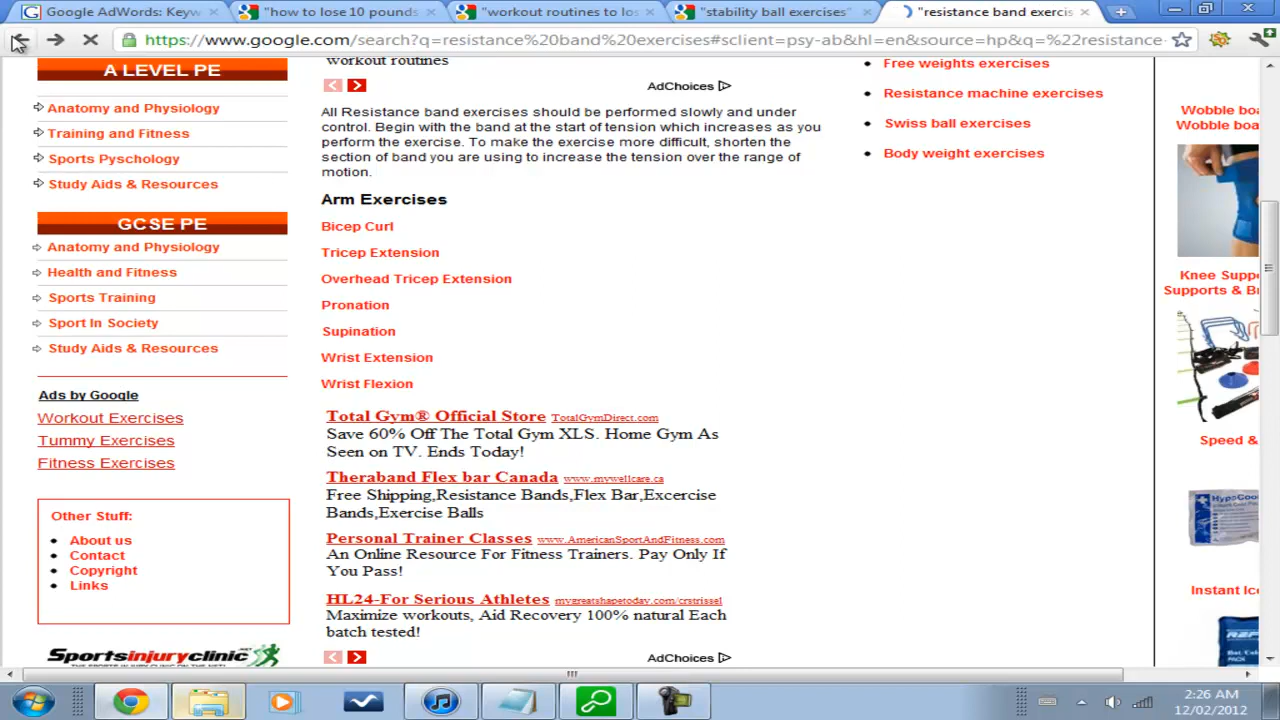 Google AdWords: Keyw
"how to lose 10 pounds
"workout routines to los
"stability ball exercises"
"resistance band exercis
https://www.google.com/search?q=resistance%20band%20exercises#sclient=psy-ab&hl=en&source=hp&q=%22resistance-
A LEVEL PE
Anatomy and Physiology
Training and Fitness
Sports Pyschology
Study Aids & Resources
GCSE PE
Anatomy and Physiology
Health and Fitness
Sports Training
Sport In Society
Study Aids & Resources
Ads by Google
Workout Exercises
Tummy Exercises
Fitness Exercises
Other Stuff:
About us
Contact
Copyright
Links
Sportsinjuryclinic.NET
workout routines
AdChoices
All Resistance band exercises should be performed slowly and under
control. Begin with the band at the start of tension which increases as you
perform the exercise. To make the exercise more difficult, shorten the
section of band you are using to increase the tension over the range of
motion.
Arm Exercises
Bicep Curl
Tricep Extension
Overhead Tricep Extension
Pronation
Supination
Wrist Extension
Wrist Flexion
Total Gym® Official Store TotalGymDirect.com
Save 60% Off The Total Gym XLS. Home Gym As
Seen on TV. Ends Today!
Theraband Flex bar Canada www.mywellcare.ca
Free Shipping,Resistance Bands,Flex Bar,Excercise
Bands,Exercise Balls
Personal Trainer Classes www.AmericanSportAndFitness.com
An Online Resource For Fitness Trainers. Pay Only If
You Pass!
HL24-For Serious Athletes mygreatshapetoday.com/crstrissel
Maximize workouts, Aid Recovery 100% natural Each
batch tested!
AdChoices
Free weights exercises
Resistance machine exercises
Swiss ball exercises
Body weight exercises
Wobble boa
Wobble boa
Knee Suppo
Supports & Br
Speed &
Instant Ice
2:26 AM
12/02/2012